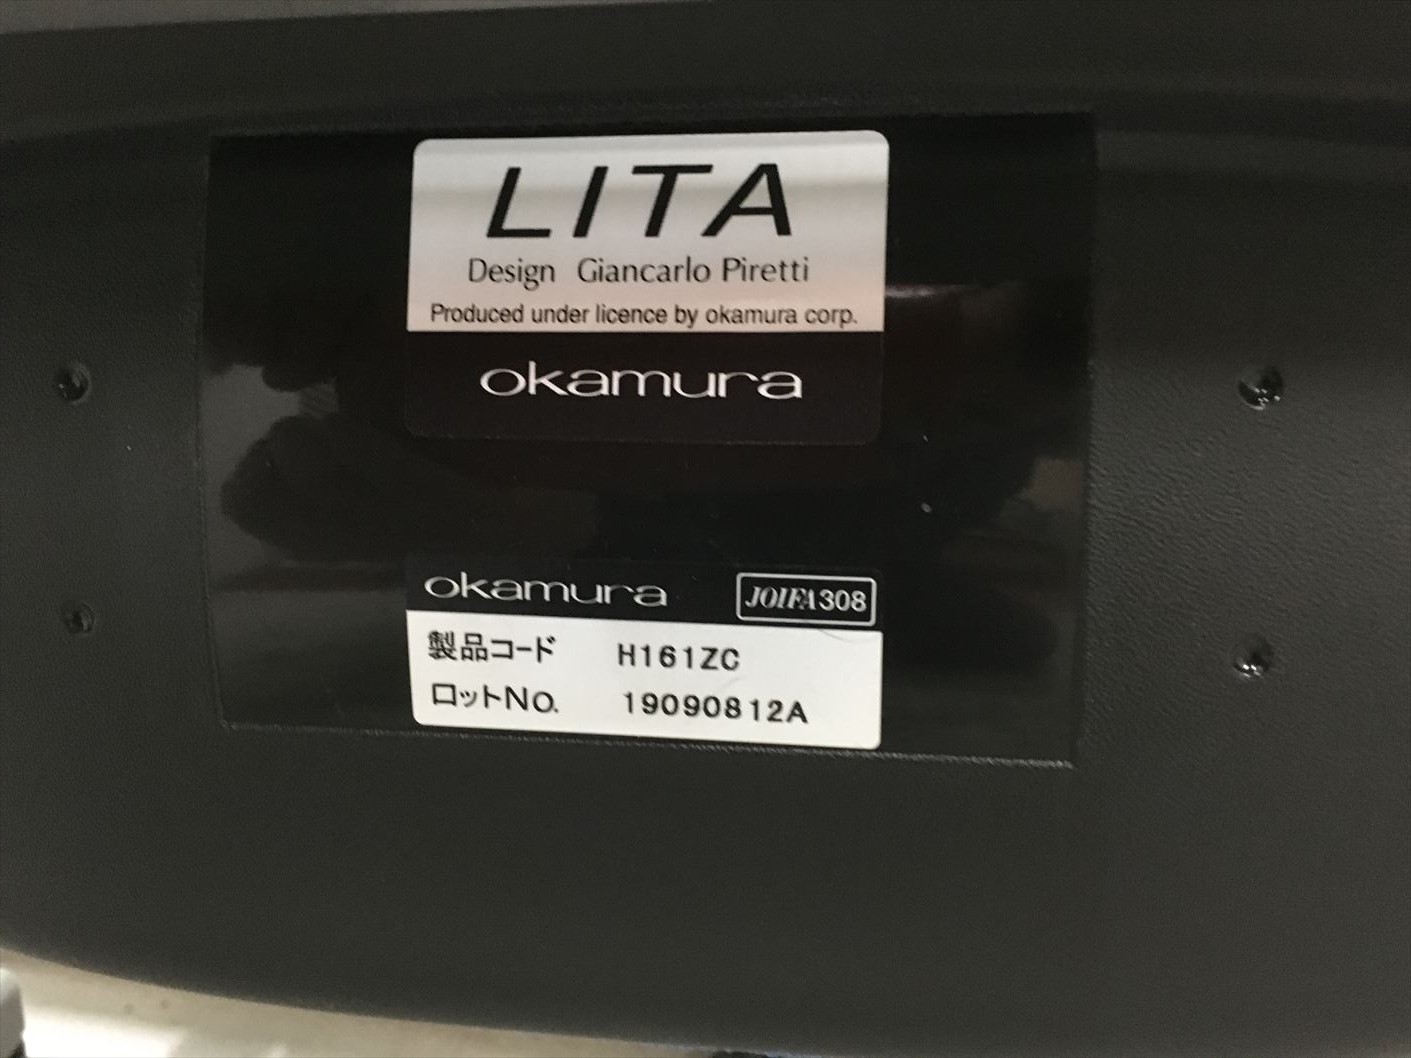 LITA
Design Giancarlo Piretti
Produced under licence by okamura corp.
okamura
okamura JOIFA308
製品コード H161ZC
ロットNo. 19090812A